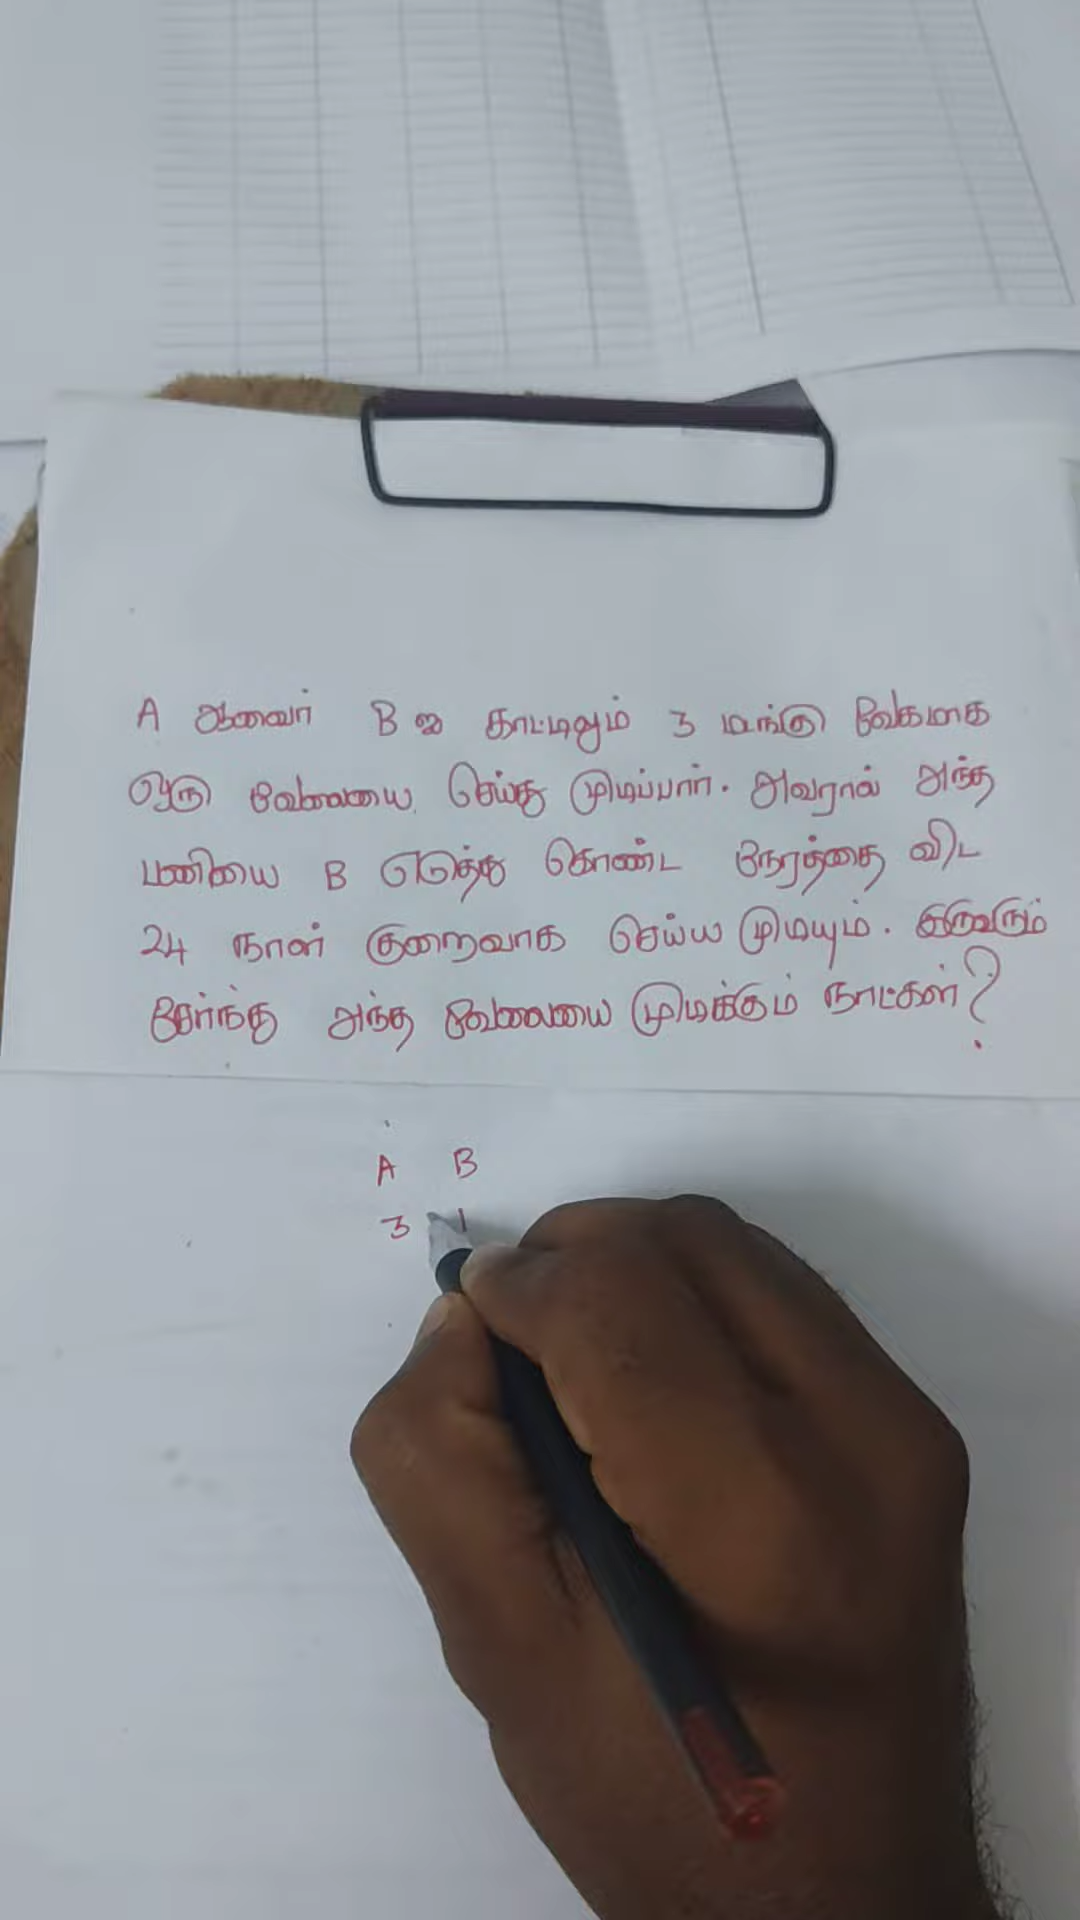 A ஆனவர் B ஐ காட்டிலும் 3 மடங்கு வேகமாக
ஒரு வேலையை செய்து முடிப்பார். அவரால் அந்த
பணியை B எடுத்து கொண்ட நேரத்தை விட
24 நாள் குறைவாக செய்ய முடியும். இருவரும்
சேர்ந்து அந்த வேலையை முடிக்கும் நாட்கள்?
A B
3 1